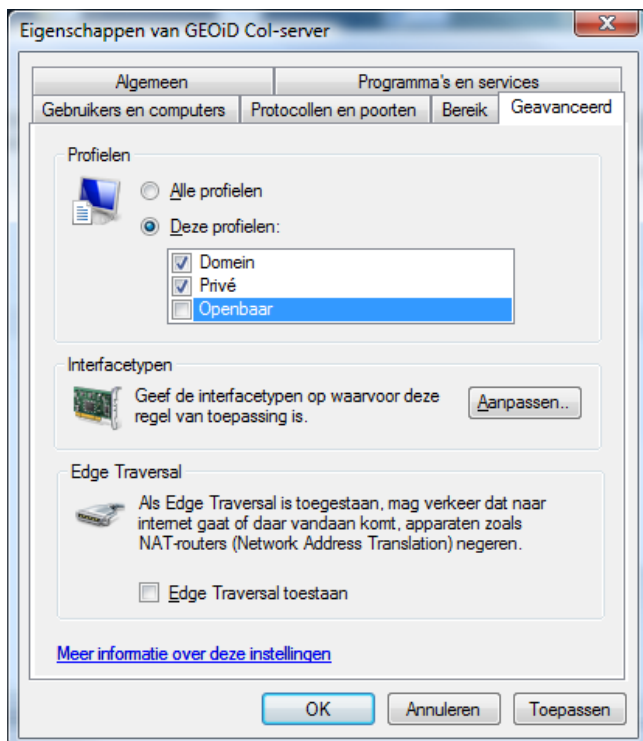 Eigenschappen van GEOiD Col-server
Algemeen
Programma's en services
Gebruikers en computers
Protocollen en poorten
Bereik
Geavanceerd
Profielen
Alle profielen
Deze profielen:
Domein
Privé
Openbaar
Interfacetypen
Geef de interfacetypen op waarvoor deze
regel van toepassing is.
Aanpassen..
Edge Traversal
Als Edge Traversal is toegestaan, mag verkeer dat naar
internet gaat of daar vandaan komt, apparaten zoals
NAT-routers (Network Address Translation) negeren.
Edge Traversal toestaan
Meer informatie over deze instellingen
OK
Annuleren
Toepassen